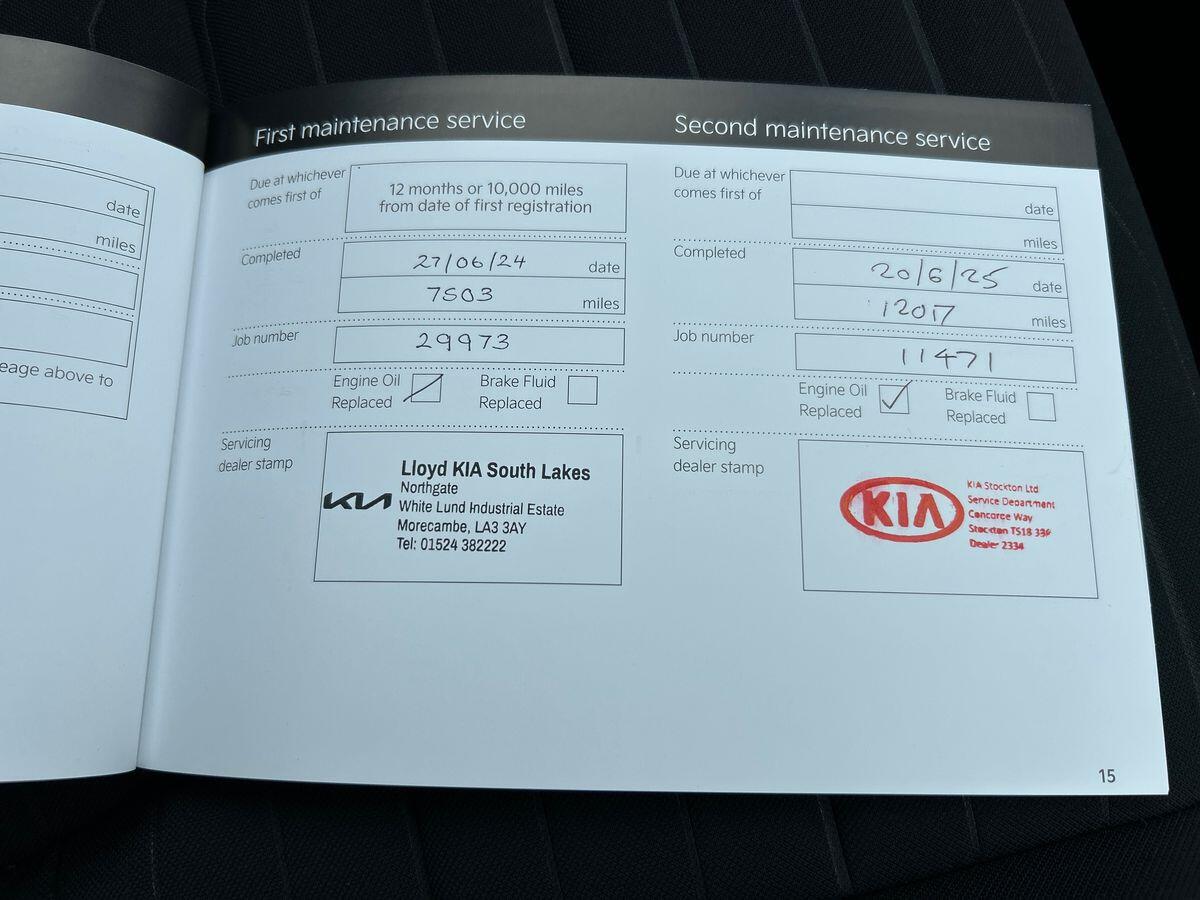 date
miles
eage above to
First maintenance service
Due at whichever
comes first of
12 months or 10,000 miles
from date of first registration
Completed
27/06/24 date
7503 miles
Job number
29973
Engine Oil
Replaced
Brake Fluid
Replaced
Servicing
dealer stamp
KIA
Lloyd KIA South Lakes
Northgate
White Lund Industrial Estate
Morecambe, LA3 3AY
Tel: 01524 382222
Second maintenance service
Due at whichever
comes first of
date
miles
Completed
20/6/25 date
12017 miles
Job number
11471
Engine Oil
Replaced
Brake Fluid
Replaced
Servicing
dealer stamp
KIA
KIA Stockton Ltd
Service Department
Concorce Way
Stockton TS18
Dealer 2334
15